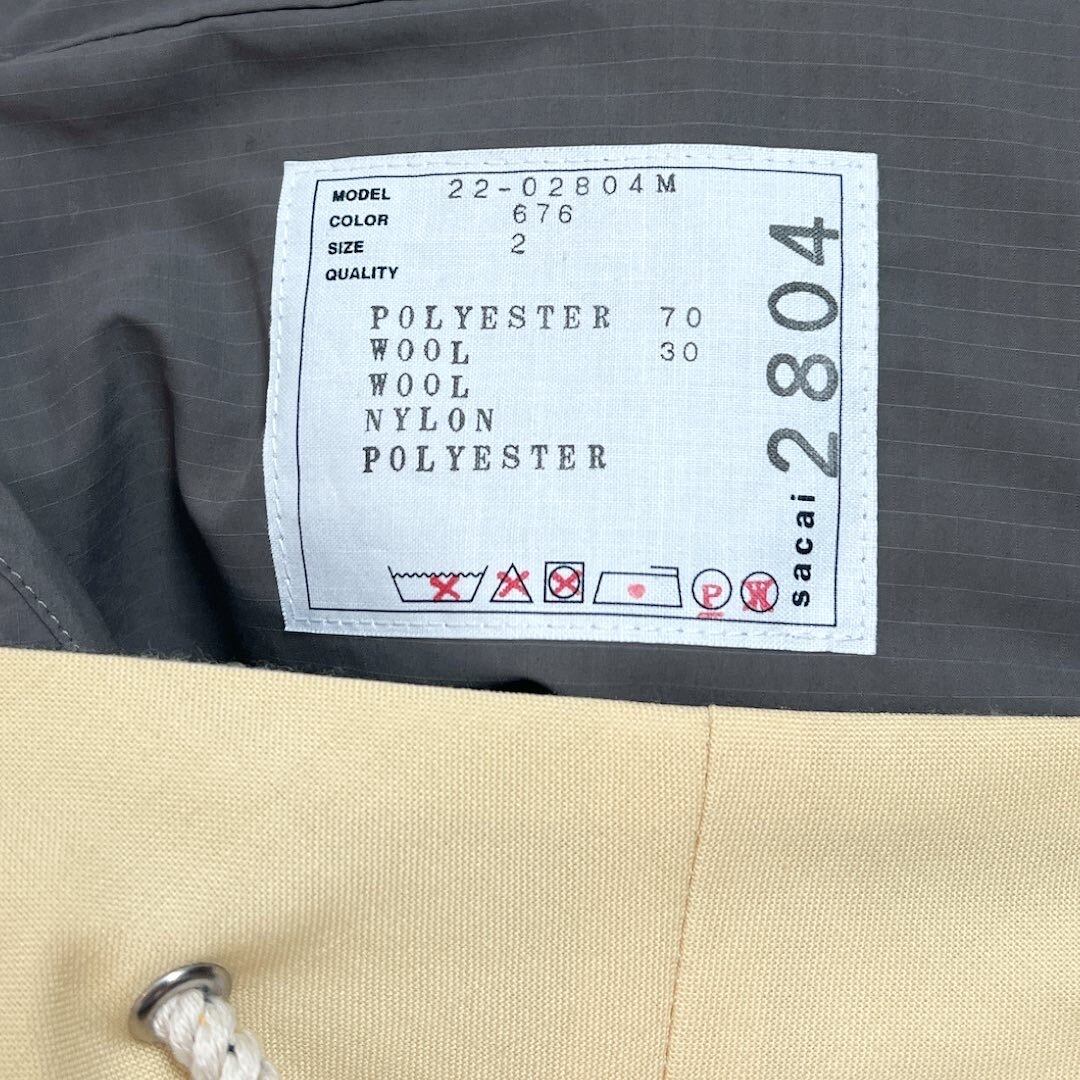 MODEL 22-02804M
COLOR 676
SIZE 2
QUALITY
POLYESTER 70
WOOL 30
WOOL
NYLON
POLYESTER
sacai 2804
P
W